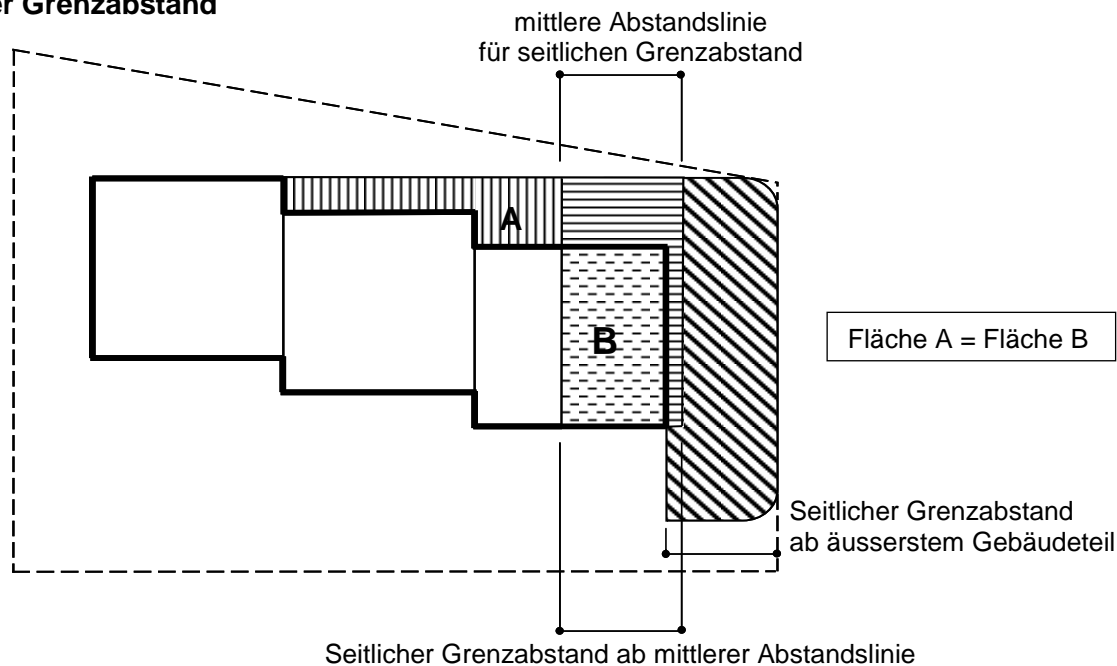 er Grenzabstand
mittlere Abstandslinie
für seitlichen Grenzabstand
A
B
Fläche A = Fläche B
Seitlicher Grenzabstand
ab äusserstem Gebäudeteil
Seitlicher Grenzabstand ab mittlerer Abstandslinie